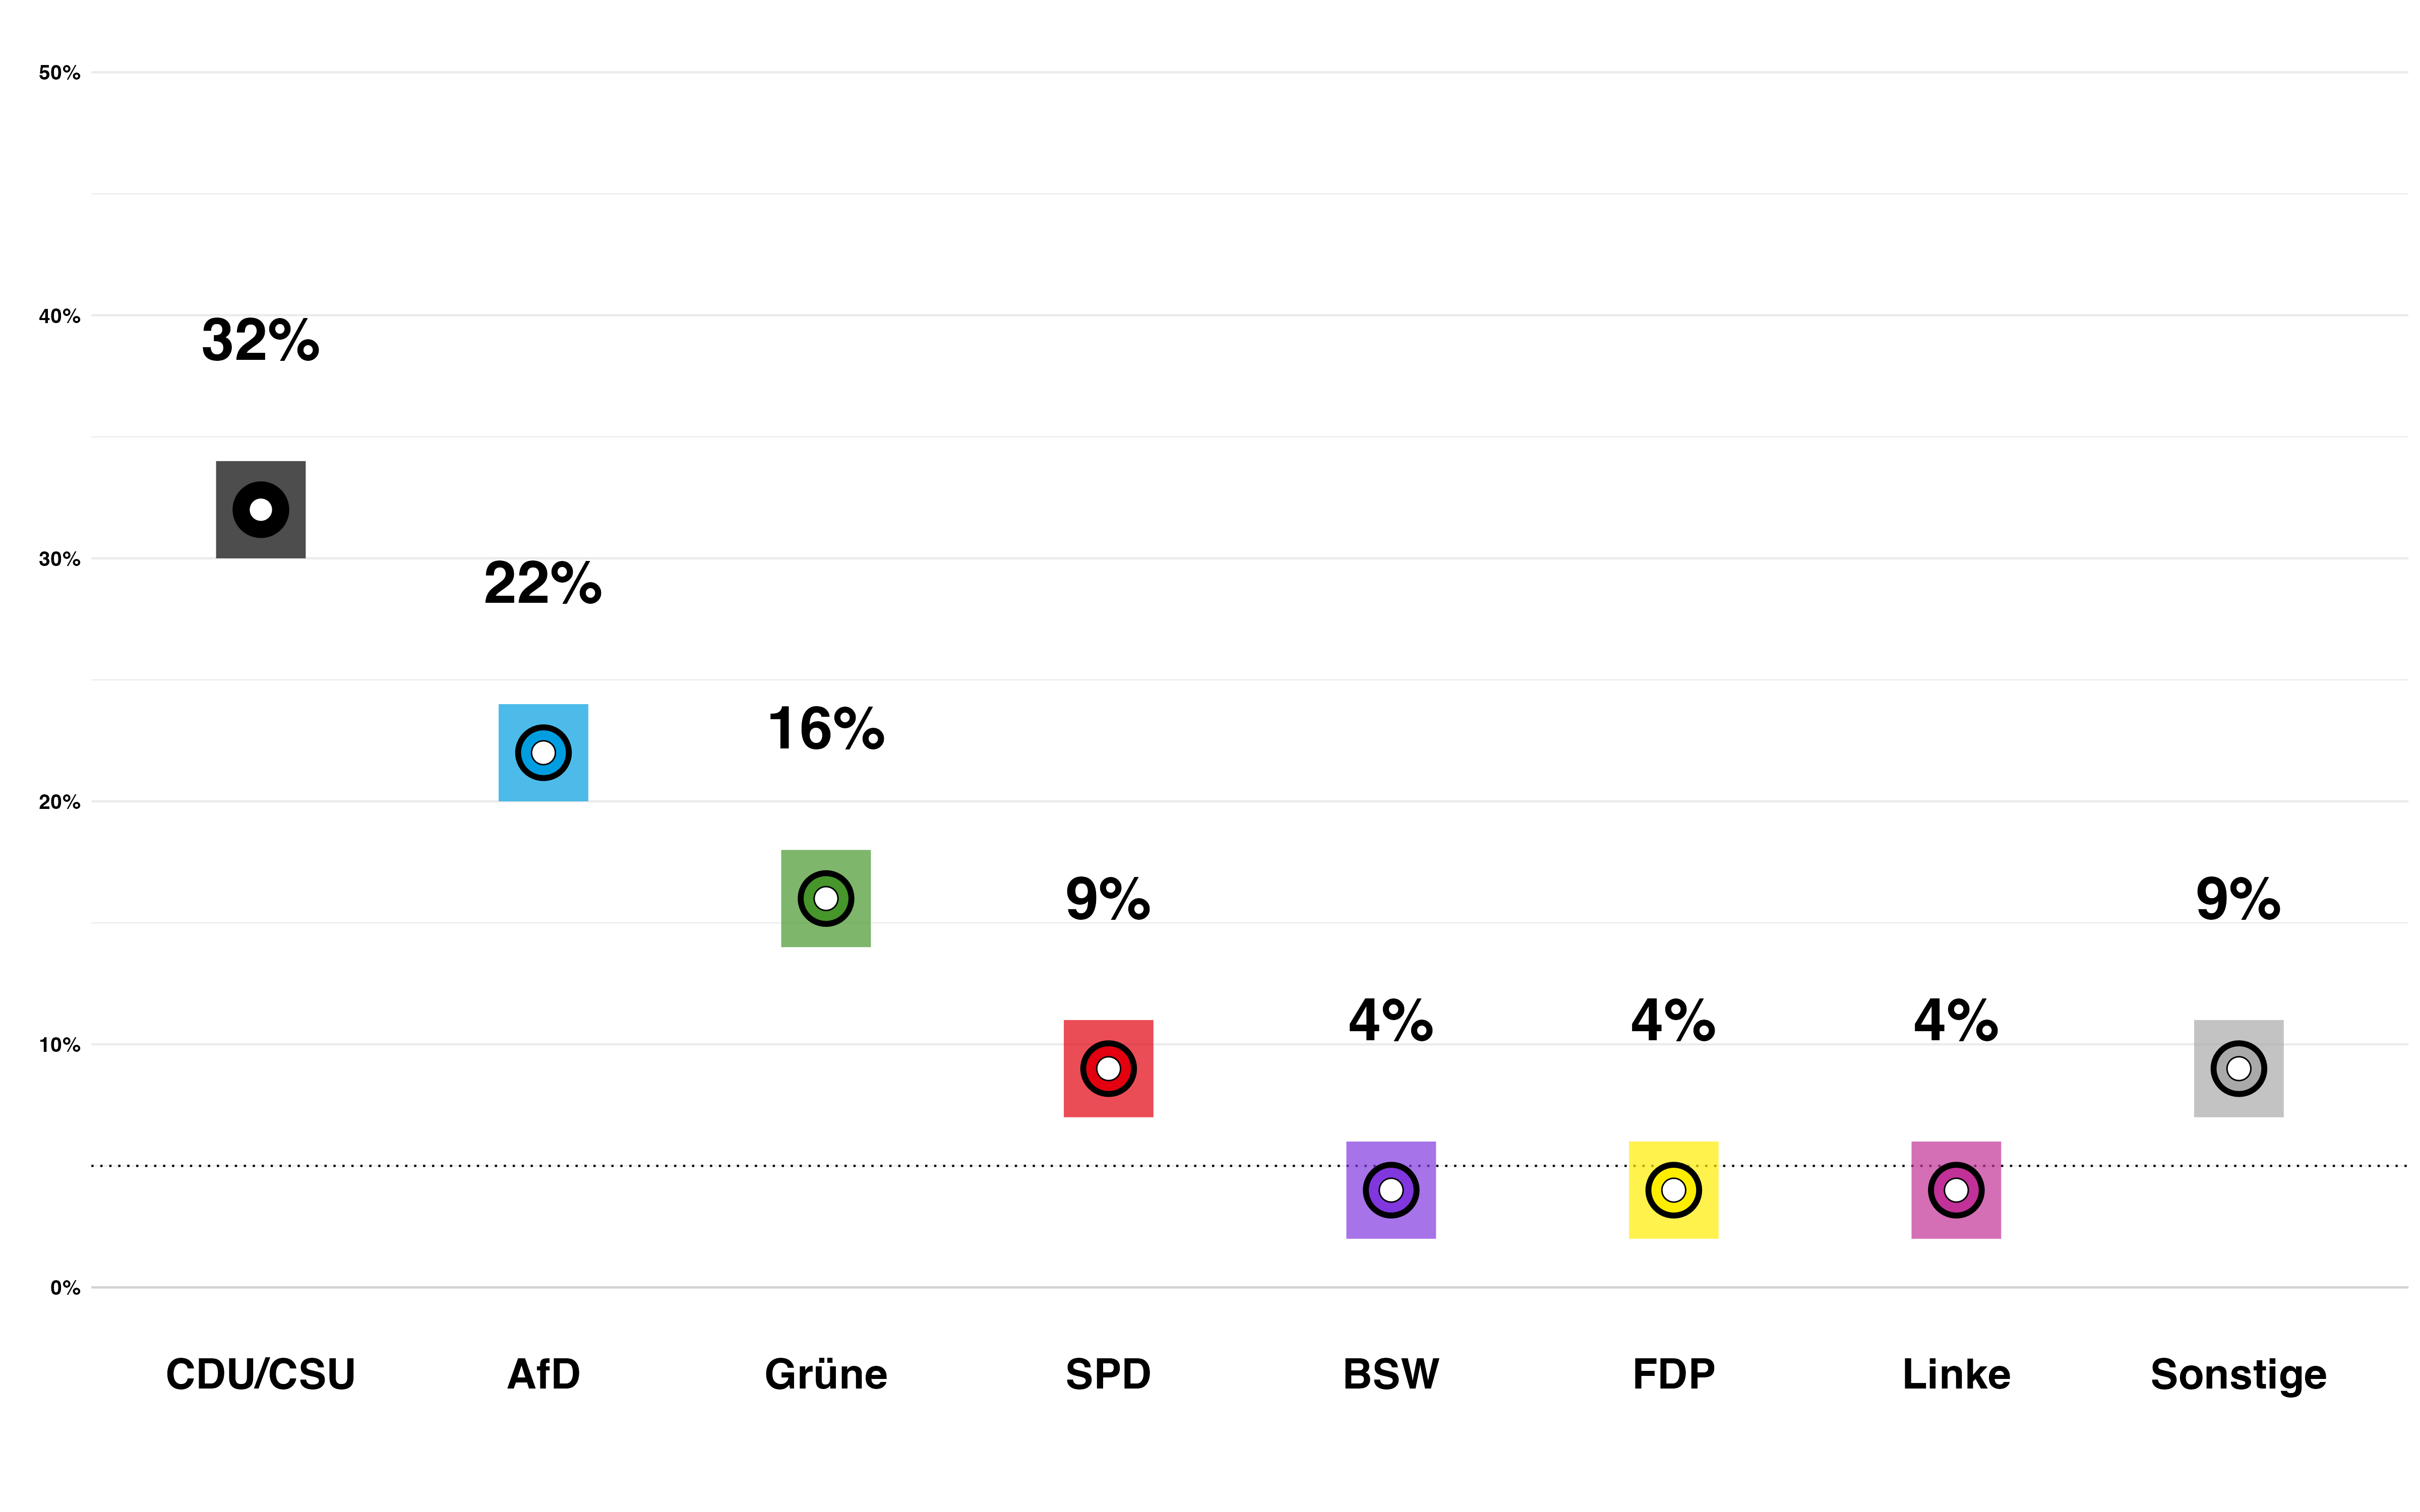 50%
40%
32%
30%
22%
16%
20%
9%
9%
4%
4%
4%
10%
0%
CDU/CSU
AfD
Grüne
SPD
BSW
FDP
Linke
Sonstige